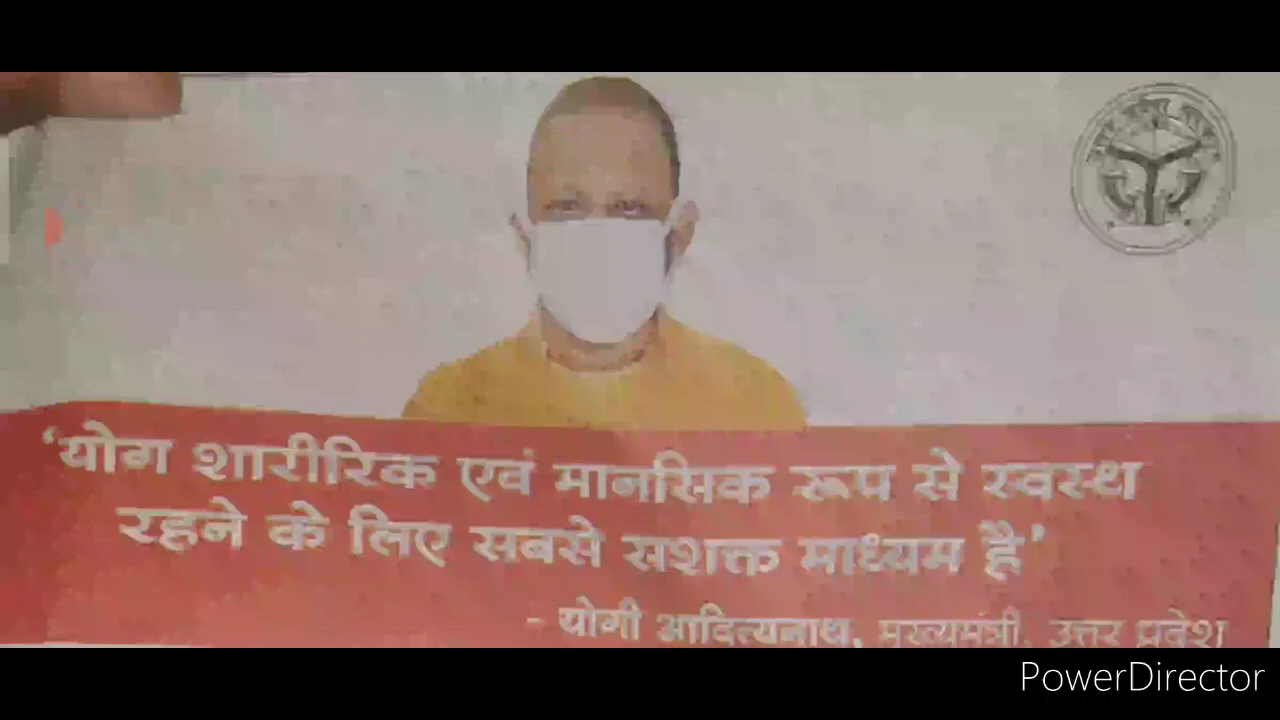 ‘योग शारीरिक एवं मानसिक रूप से स्वस्थ
रहने के लिए सबसे सशक्त माध्यम है’
- योगी आदित्यनाथ, मुख्यमंत्री, उत्तर प्रदेश
PowerDirector